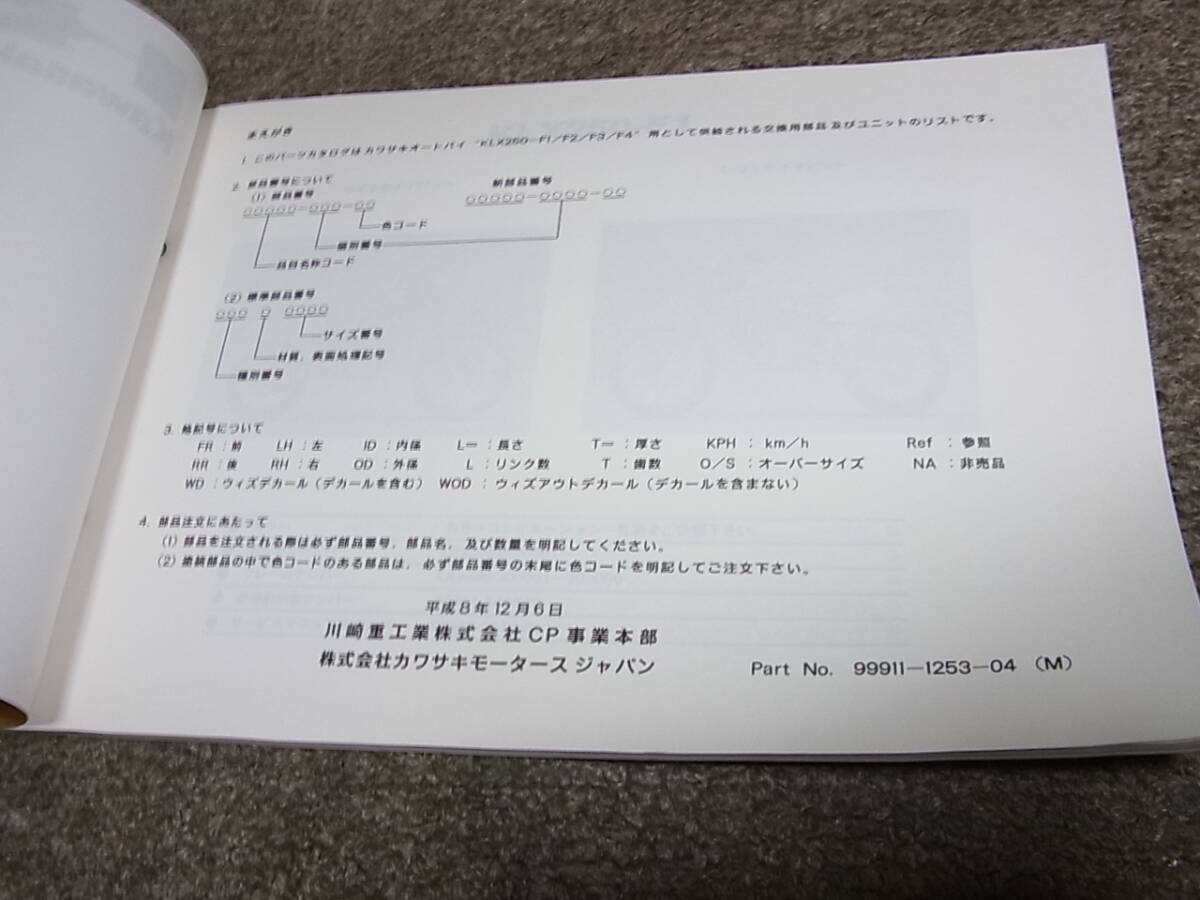 まえがき
1. このパーツカタログはカワサキオートバイ “KLX250-F1/F2/F3/F4” 用として供給される交換用部品及びユニットのリストです。
2. 部品番号について
(1) 部品番号 新部品番号
○○○○○-○○○-○○ ○○○○○-○○○○-○○
色コード
個別番号
品目名称コード
(2) 標準部品番号
○○○ ○ ○○○○
サイズ番号
材質, 表面処理記号
種別番号
3. 略記号について
FR : 前 LH : 左 ID : 内径 L= : 長さ T= : 厚さ KPH : km/h Ref : 参照
RR : 後 RH : 右 OD : 外径 L : リンク数 T : 歯数 O/S : オーバーサイズ NA : 非売品
WD : ウィズデカール (デカールを含む) WOD : ウィズアウトデカール (デカールを含まない)
4. 部品注文にあたって
(1) 部品を注文される際は必ず部品番号, 部品名, 及び数量を明記してください。
(2) 塗装部品の中で色コードのある部品は, 必ず部品番号の末尾に色コードを明記してご注文下さい。
平成8年12月6日
川崎重工業株式会社CP事業本部
株式会社カワサキモータースジャパン
Part No. 99911-1253-04 (M)